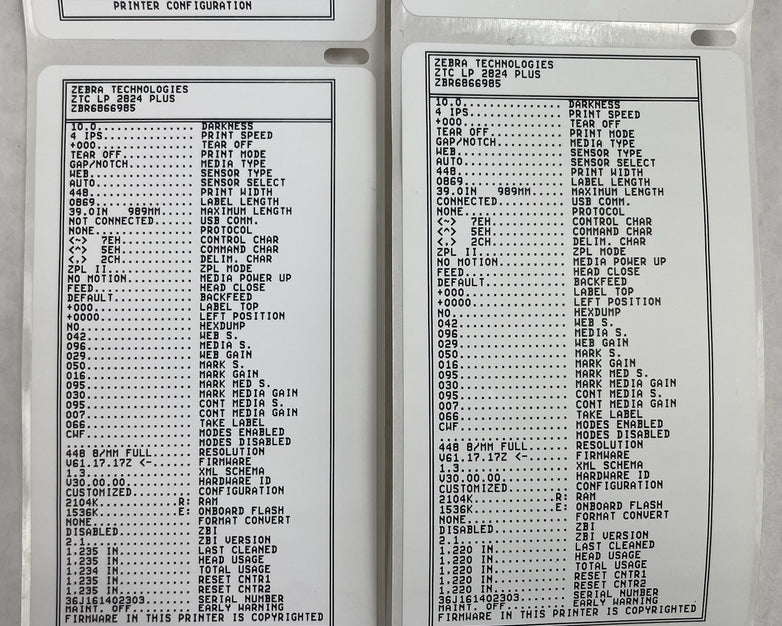 PRINTER CONFIGURATION
ZEBRA TECHNOLOGIES
ZTC LP 2824 PLUS
ZBR6866985
10.0................ DARKNESS
4 IPS............... PRINT SPEED
+000................ TEAR OFF
TEAR OFF............ PRINT MODE
GAP/NOTCH........... MEDIA TYPE
WEB................. SENSOR TYPE
AUTO................ SENSOR SELECT
448................. PRINT WIDTH
0869................ LABEL LENGTH
39.0IN   989MM...... MAXIMUM LENGTH
NOT CONNECTED....... USB COMM.
NONE................ PROTOCOL
<~>  7EH............ CONTROL CHAR
<^>  5EH............ COMMAND CHAR
<,>  2CH............ DELIM. CHAR
ZPL II.............. ZPL MODE
NO MOTION........... MEDIA POWER UP
FEED................ HEAD CLOSE
DEFAULT............. BACKFEED
+000................ LABEL TOP
+0000............... LEFT POSITION
NO.................. HEXDUMP
042................. WEB S.
096................. MEDIA S.
029................. WEB GAIN
050................. MARK S.
016................. MARK GAIN
095................. MARK MED S.
030................. MARK MEDIA GAIN
095................. CONT MEDIA S.
007................. CONT MEDIA GAIN
066................. TAKE LABEL
CWF................. MODES ENABLED
.................... MODES DISABLED
448 8/MM FULL....... RESOLUTION
V61.17.17Z <-....... FIRMWARE
1.3................. XML SCHEMA
V30.00.00........... HARDWARE ID
CUSTOMIZED.......... CONFIGURATION
2104K............R: RAM
1536K............E: ONBOARD FLASH
NONE................ FORMAT CONVERT
DISABLED............ ZBI
2.1................. ZBI VERSION
1,235 IN............ LAST CLEANED
1,235 IN............ HEAD USAGE
1,234 IN............ TOTAL USAGE
1,235 IN............ RESET CNTR1
1,235 IN............ RESET CNTR2
36J161402303........ SERIAL NUMBER
MAINT. OFF.......... EARLY WARNING
FIRMWARE IN THIS PRINTER IS COPYRIGHTED
ZEBRA TECHNOLOGIES
ZTC LP 2824 PLUS
ZBR6866985
10.0................ DARKNESS
4 IPS............... PRINT SPEED
+000................ TEAR OFF
TEAR OFF............ PRINT MODE
GAP/NOTCH........... MEDIA TYPE
WEB................. SENSOR TYPE
AUTO................ SENSOR SELECT
448................. PRINT WIDTH
0869................ LABEL LENGTH
39.0IN   989MM...... MAXIMUM LENGTH
CONNECTED........... USB COMM.
NONE................ PROTOCOL
<~>  7EH............ CONTROL CHAR
<^>  5EH............ COMMAND CHAR
<,>  2CH............ DELIM. CHAR
ZPL II.............. ZPL MODE
NO MOTION........... MEDIA POWER UP
FEED................ HEAD CLOSE
DEFAULT............. BACKFEED
+000................ LABEL TOP
+0000............... LEFT POSITION
NO.................. HEXDUMP
042................. WEB S.
096................. MEDIA S.
029................. WEB GAIN
050................. MARK S.
016................. MARK GAIN
095................. MARK MED S.
030................. MARK MEDIA GAIN
095................. CONT MEDIA S.
007................. CONT MEDIA GAIN
066................. TAKE LABEL
CWF................. MODES ENABLED
.................... MODES DISABLED
448 8/MM FULL....... RESOLUTION
V61.17.17Z <-....... FIRMWARE
1.3................. XML SCHEMA
V30.00.00........... HARDWARE ID
CUSTOMIZED.......... CONFIGURATION
2104K............R: RAM
1536K............E: ONBOARD FLASH
NONE................ FORMAT CONVERT
DISABLED............ ZBI
2.1................. ZBI VERSION
1,220 IN............ LAST CLEANED
1,220 IN............ HEAD USAGE
1,220 IN............ TOTAL USAGE
1,220 IN............ RESET CNTR1
1,220 IN............ RESET CNTR2
36J161402303........ SERIAL NUMBER
MAINT. OFF.......... EARLY WARNING
FIRMWARE IN THIS PRINTER IS COPYRIGHTED